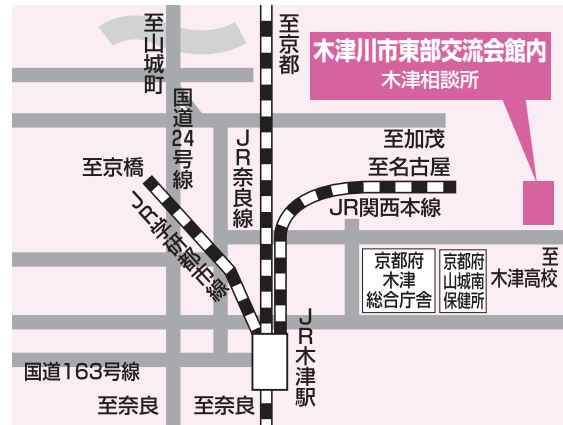 至山城町
至京都
木津川市東部交流会館内
木津相談所
国道24号線
JR奈良線
至加茂
至名古屋
至京橋
JR学研都市線
JR関西本線
京都府
木津
総合庁舎
京都府
山城南
保健所
至
木津高校
JR木津駅
国道163号線
至奈良
至奈良